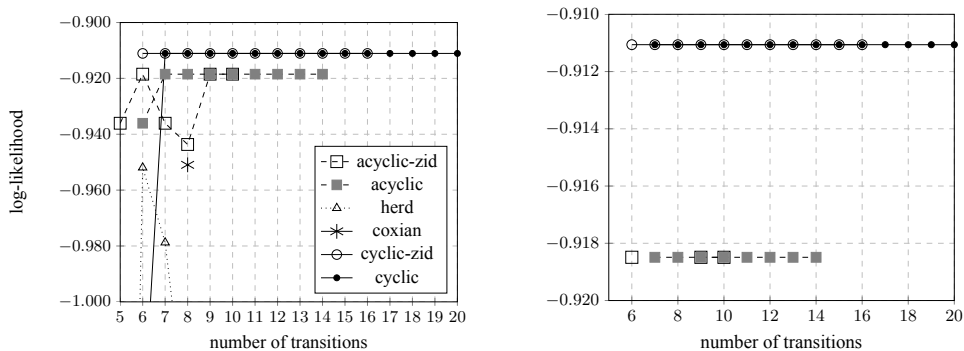 −0.900
−0.920
−0.940
−0.960
−0.980
−1.000
log-likelihood
5 6 7 8 9 10 11 12 13 14 15 16 17 18 19 20
number of transitions
acyclic-zid
acyclic
herd
coxian
cyclic-zid
cyclic
−0.910
−0.912
−0.914
−0.916
−0.918
−0.920
6 8 10 12 14 16 18 20
number of transitions